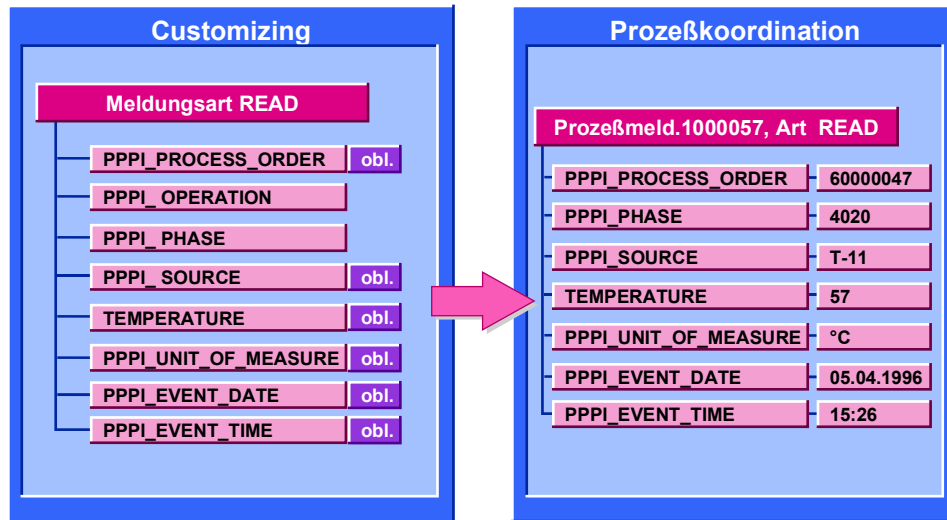 Customizing
Meldungsart READ
PPPI_PROCESS_ORDER obl.
PPPI_ OPERATION
PPPI_ PHASE
PPPI_ SOURCE obl.
TEMPERATURE obl.
PPPI_UNIT_OF_MEASURE obl.
PPPI_EVENT_DATE obl.
PPPI_EVENT_TIME obl.
Prozeßkoordination
Prozeßmeld.1000057, Art READ
PPPI_PROCESS_ORDER 60000047
PPPI_PHASE 4020
PPPI_SOURCE T-11
TEMPERATURE 57
PPPI_UNIT_OF_MEASURE °C
PPPI_EVENT_DATE 05.04.1996
PPPI_EVENT_TIME 15:26